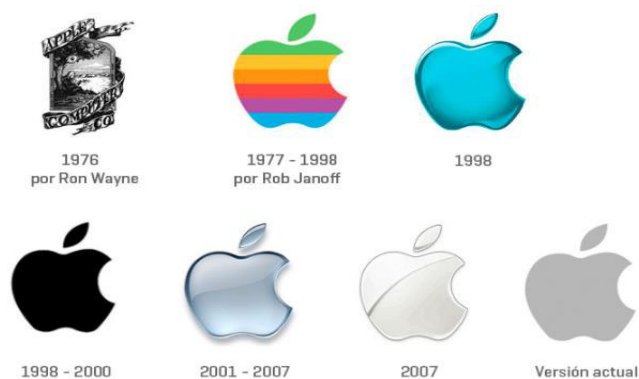 APPLE
COMPUTER
CO
1976
por Ron Wayne
1977 - 1998
por Rob Janoff
1998
1998 - 2000
2001 - 2007
2007
Versión actual